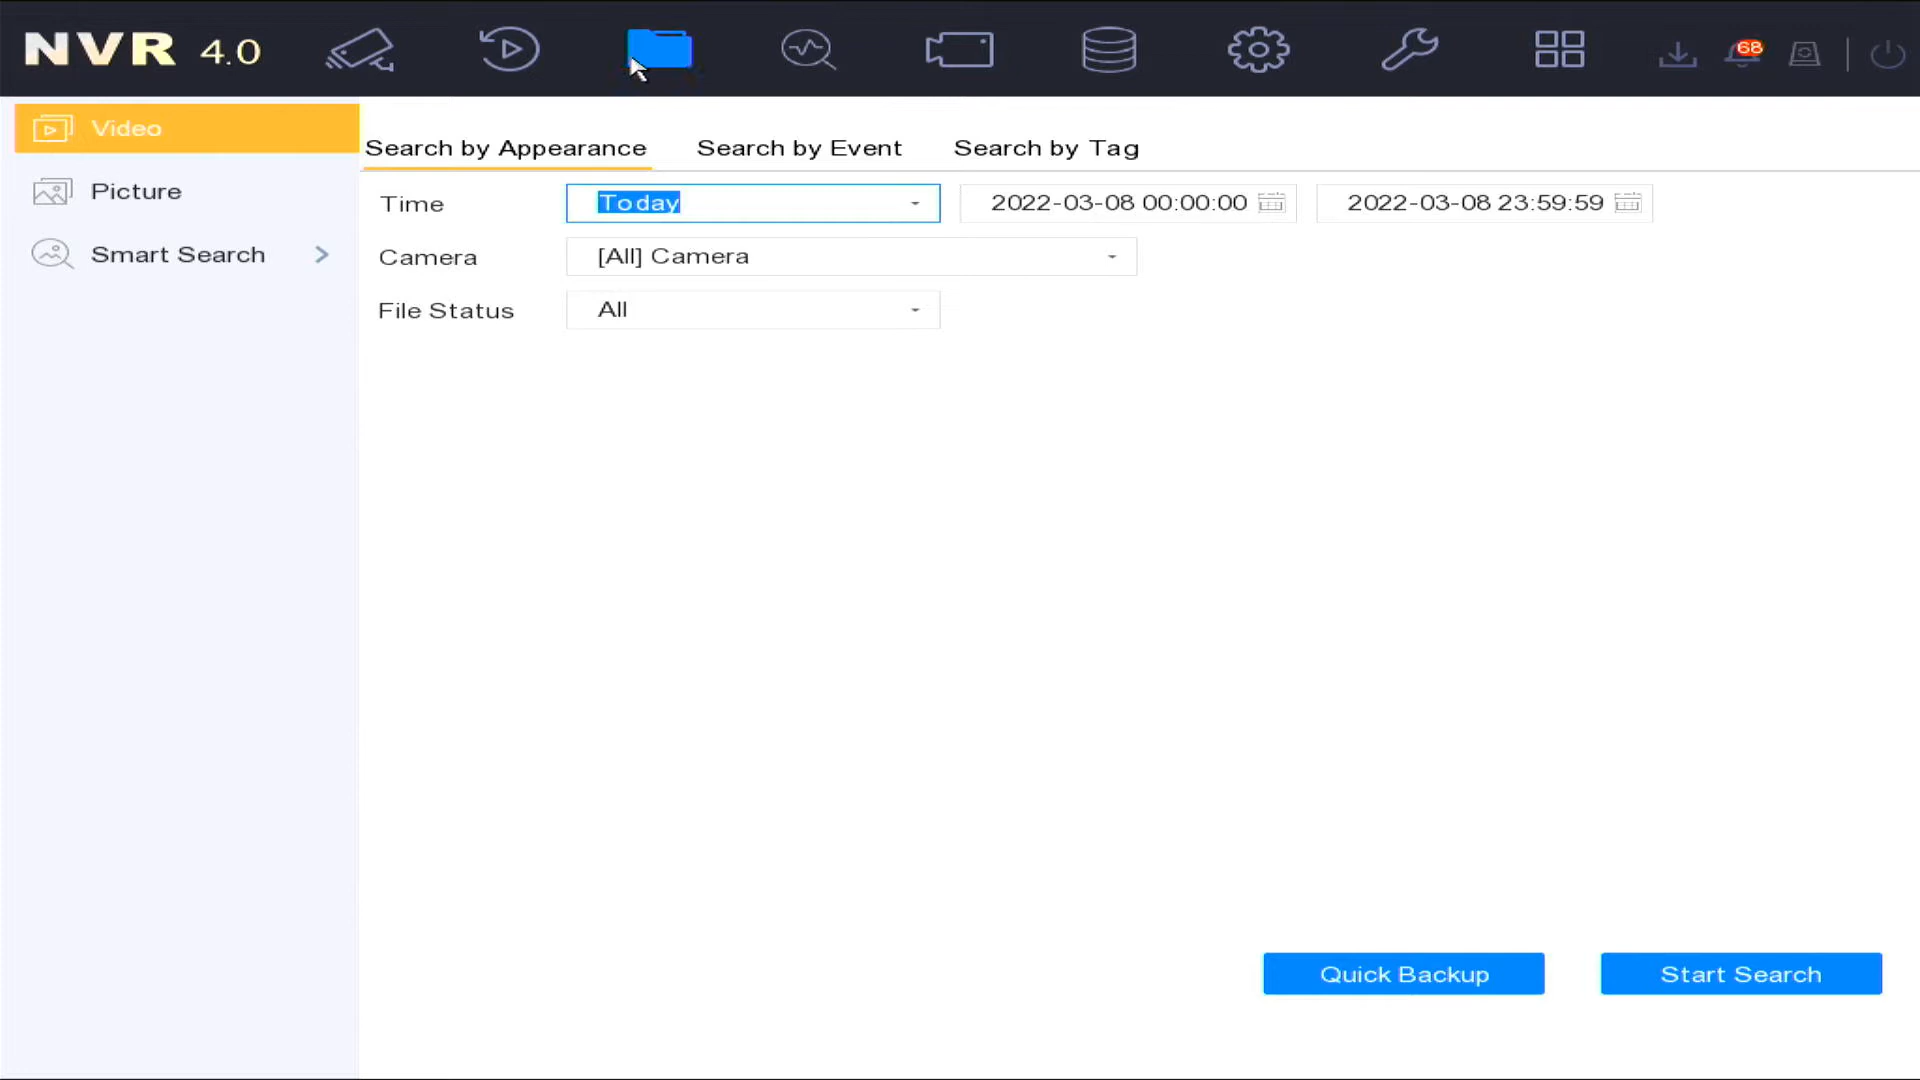 NVR 4.0
68
Video
Picture
Smart Search
Search by Appearance Search by Event Search by Tag
Time Today 2022-03-08 00:00:00 2022-03-08 23:59:59
Camera [All] Camera
File Status All
Quick Backup Start Search